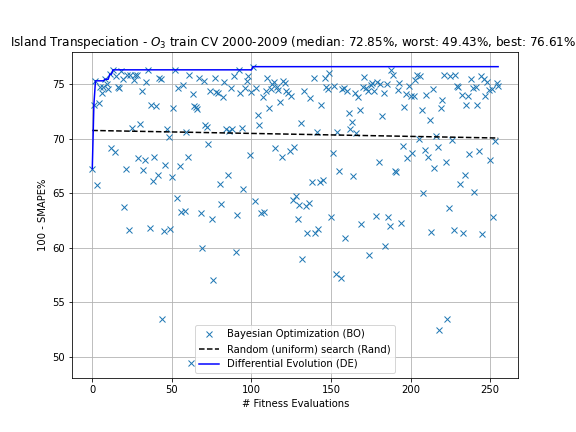 Island Transpeciation - O3 train CV 2000-2009 (median: 72.85%, worst: 49.43%, best: 76.61%
100 - SMAPE%
75
70
65
60
55
50
Bayesian Optimization (BO)
Random (uniform) search (Rand)
Differential Evolution (DE)
0 50 100 150 200 250
# Fitness Evaluations